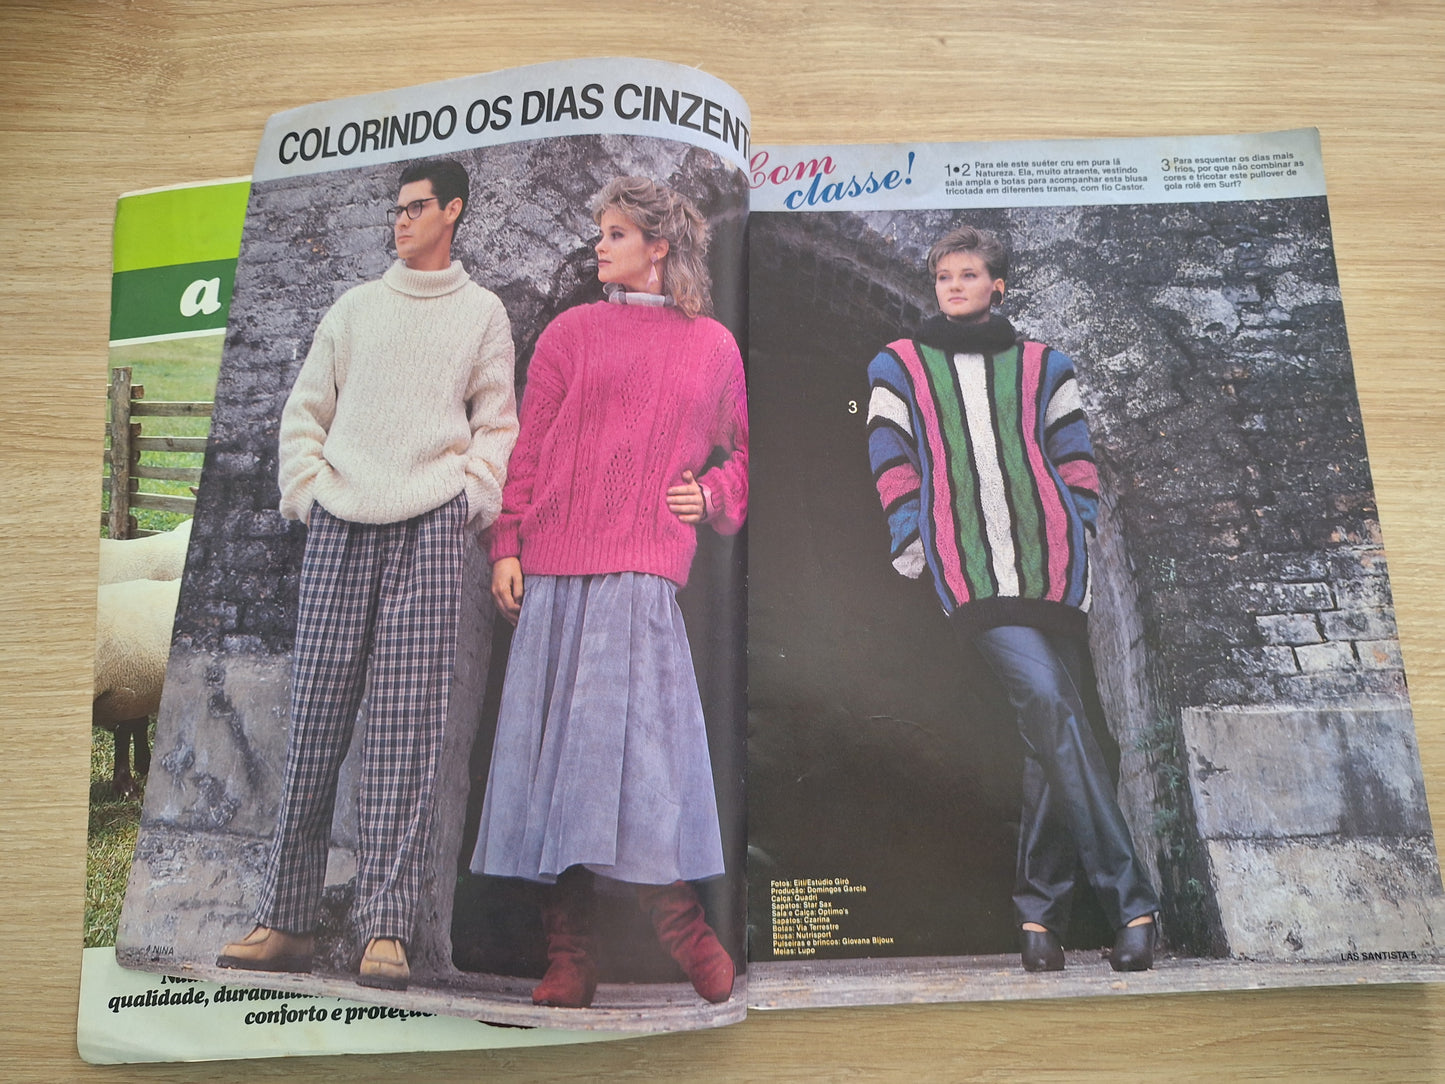 COLORINDO OS DIAS CINZENT
Com
classe!
1•2 Para ele este suéter cru em pura lã
Natureza. Ela, muito atraente, vestindo
saia ampla e botas para acompanhar esta blusa
tricotada em diferentes tramas, com fio Castor.
3 Para esquentar os dias mais
frios, por que não combinar as
cores e tricotar este pullover de
gola rolê em Surf?
a
3
Fotos: Eiti/Estúdio Girò
Produção: Domingos Garcia
Calça: Quadri
Sapatos: Star Sax
Saia e Calça: Optimo's
Sapatos: Czarina
Botas: Via Terrestre
Blusa: Nutrisport
Pulseiras e brincos: Giovana Bijoux
Meias: Lupo
4 NINA
LÃS SANTISTA 5
qualidade,
conforto e